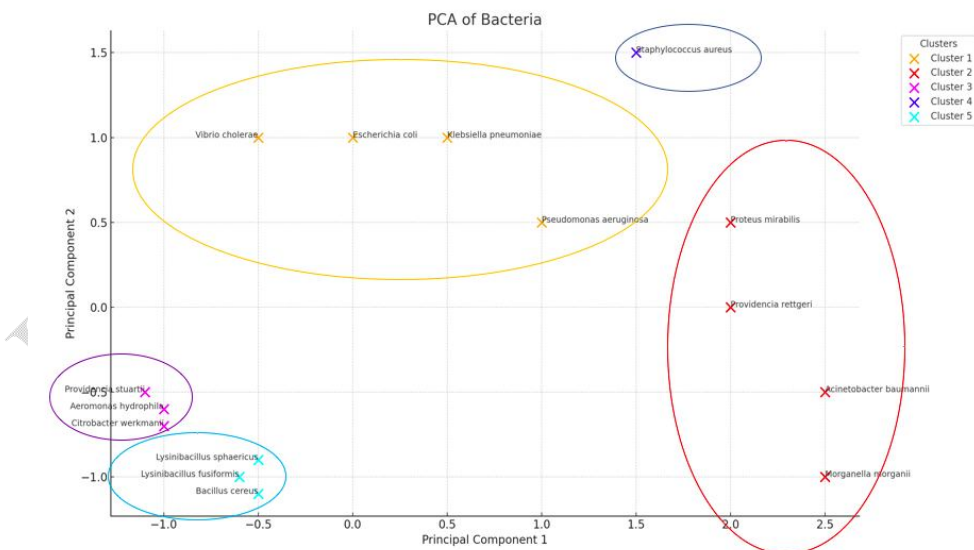 PCA of Bacteria
Clusters
Cluster 1
Cluster 2
Cluster 3
Cluster 4
Cluster 5
Staphylococcus aureus
Vibrio cholerae
Escherichia coli
Klebsiella pneumoniae
Pseudomonas aeruginosa
Proteus mirabilis
Providencia rettgeri
Providencia stuartii
Acinetobacter baumannii
Aeromonas hydrophila
Citrobacter werkmanii
Lysinibacillus sphaericus
Lysinibacillus fusiformis
Morganella morganii
Bacillus cereus
Principal Component 2
1.5
1.0
0.5
0.0
−0.5
−1.0
−1.0
−0.5
0.0
0.5
1.0
1.5
2.0
2.5
Principal Component 1